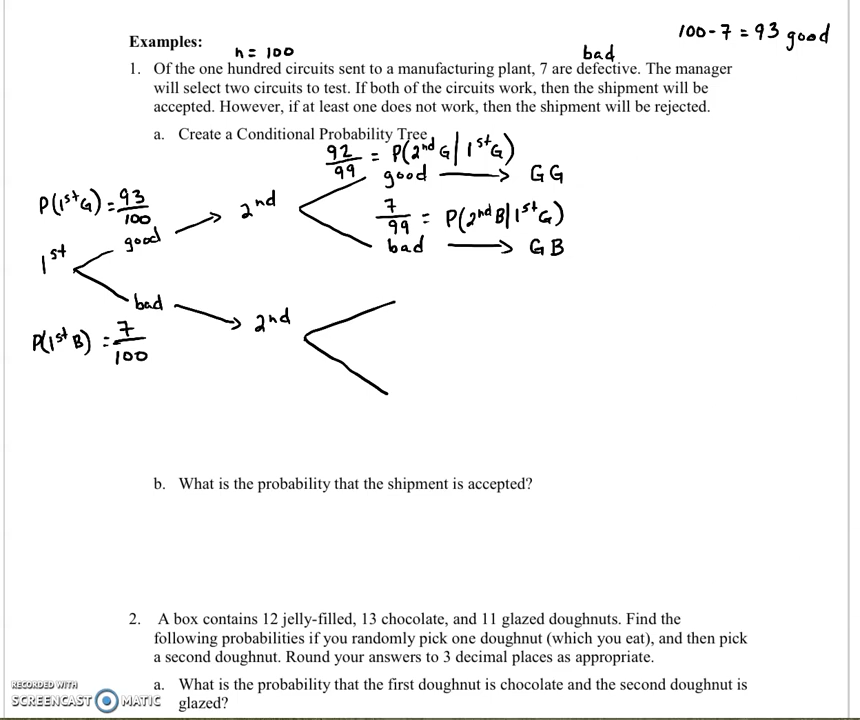 100-7 = 93 good
Examples:
n = 100
bad
1. Of the one hundred circuits sent to a manufacturing plant, 7 are defective. The manager
will select two circuits to test. If both of the circuits work, then the shipment will be
accepted. However, if at least one does not work, then the shipment will be rejected.
a. Create a Conditional Probability Tree
92/99 = P(2nd G | 1st G)
good → GG
P(1st G) = 93/100
2nd
7/99 = P(2nd B | 1st G)
good
bad → GB
1st
bad
2nd
P(1st B) = 7/100
b. What is the probability that the shipment is accepted?
2. A box contains 12 jelly-filled, 13 chocolate, and 11 glazed doughnuts. Find the
following probabilities if you randomly pick one doughnut (which you eat), and then pick
a second doughnut. Round your answers to 3 decimal places as appropriate.
a. What is the probability that the first doughnut is chocolate and the second doughnut is
glazed?
RECORDED WITH
SCREENCAST MATIC